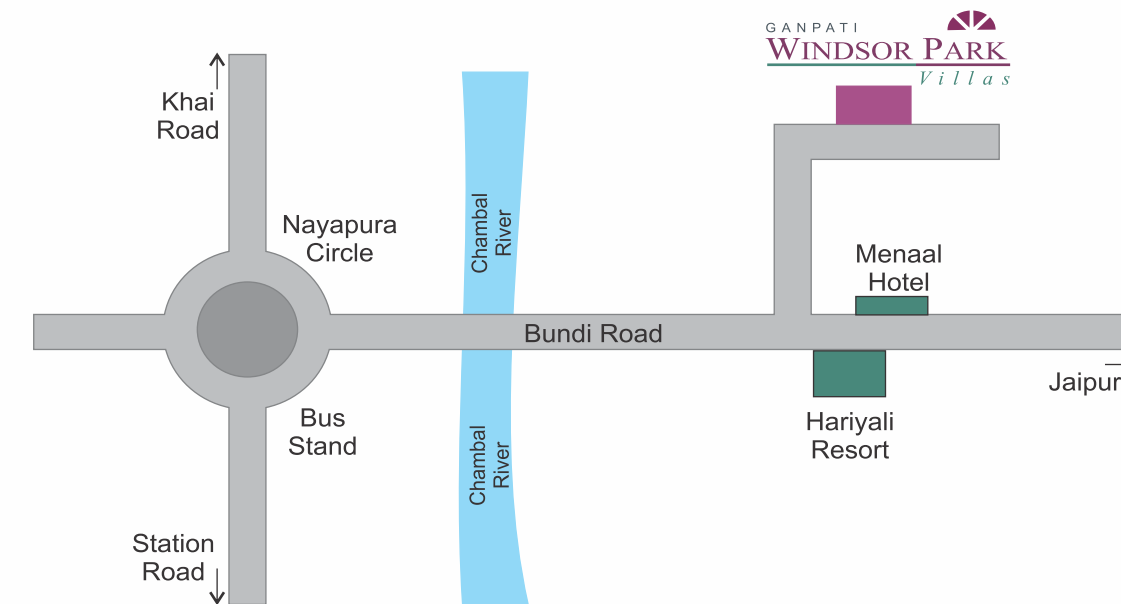 GANPATI
WINDSOR PARK
Villas
Khai
Road
Nayapura
Circle
Chambal
River
Menaal
Hotel
Bundi Road
Jaipur
Bus
Stand
Hariyali
Resort
Chambal
River
Station
Road